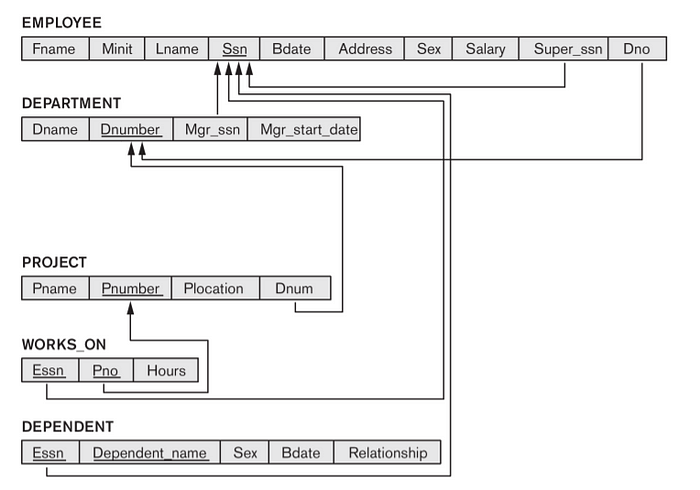 EMPLOYEE
Fname Minit Lname Ssn Bdate Address Sex Salary Super_ssn Dno
DEPARTMENT
Dname Dnumber Mgr_ssn Mgr_start_date
PROJECT
Pname Pnumber Plocation Dnum
WORKS_ON
Essn Pno Hours
DEPENDENT
Essn Dependent_name Sex Bdate Relationship